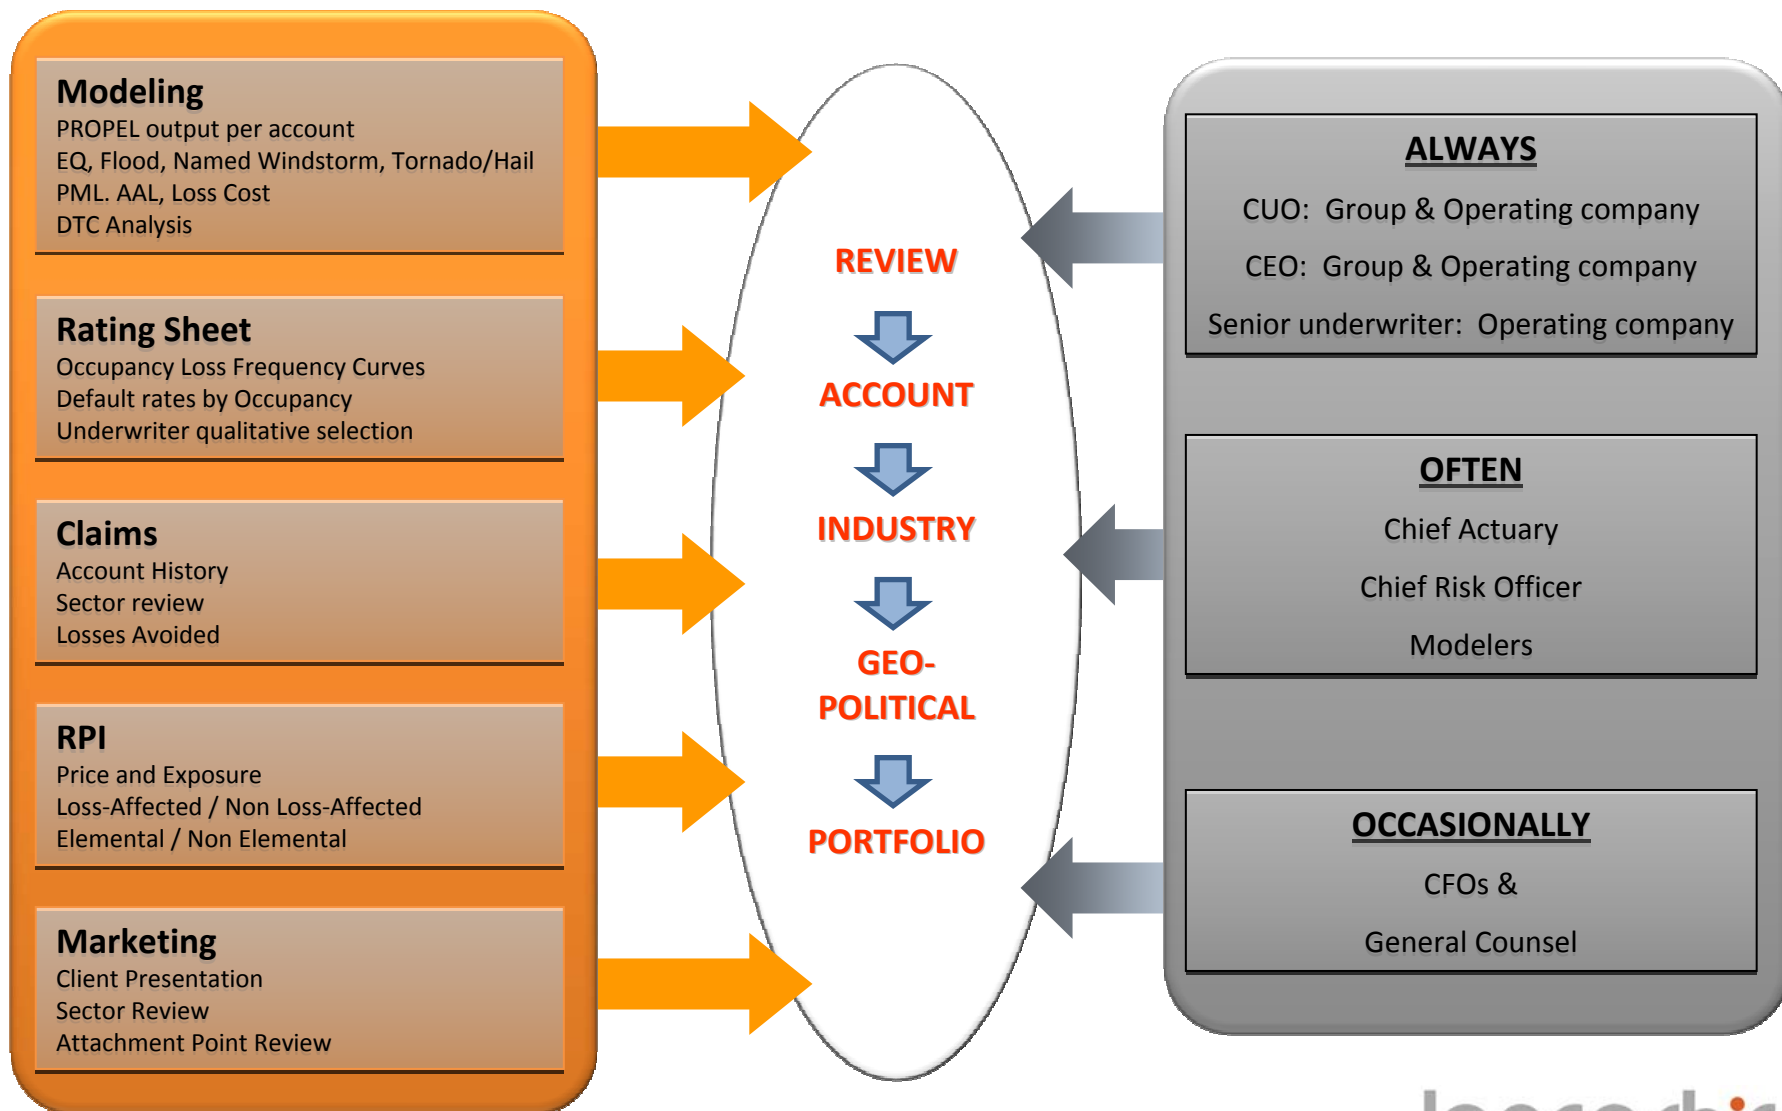 Modeling
PROPEL output per account
EQ, Flood, Named Windstorm, Tornado/Hail
PML. AAL, Loss Cost
DTC Analysis
Rating Sheet
Occupancy Loss Frequency Curves
Default rates by Occupancy
Underwriter qualitative selection
Claims
Account History
Sector review
Losses Avoided
RPI
Price and Exposure
Loss-Affected / Non Loss-Affected
Elemental / Non Elemental
Marketing
Client Presentation
Sector Review
Attachment Point Review
REVIEW
ACCOUNT
INDUSTRY
GEO-
POLITICAL
PORTFOLIO
ALWAYS
CUO: Group & Operating company
CEO: Group & Operating company
Senior underwriter: Operating company
OFTEN
Chief Actuary
Chief Risk Officer
Modelers
OCCASIONALLY
CFOs &
General Counsel